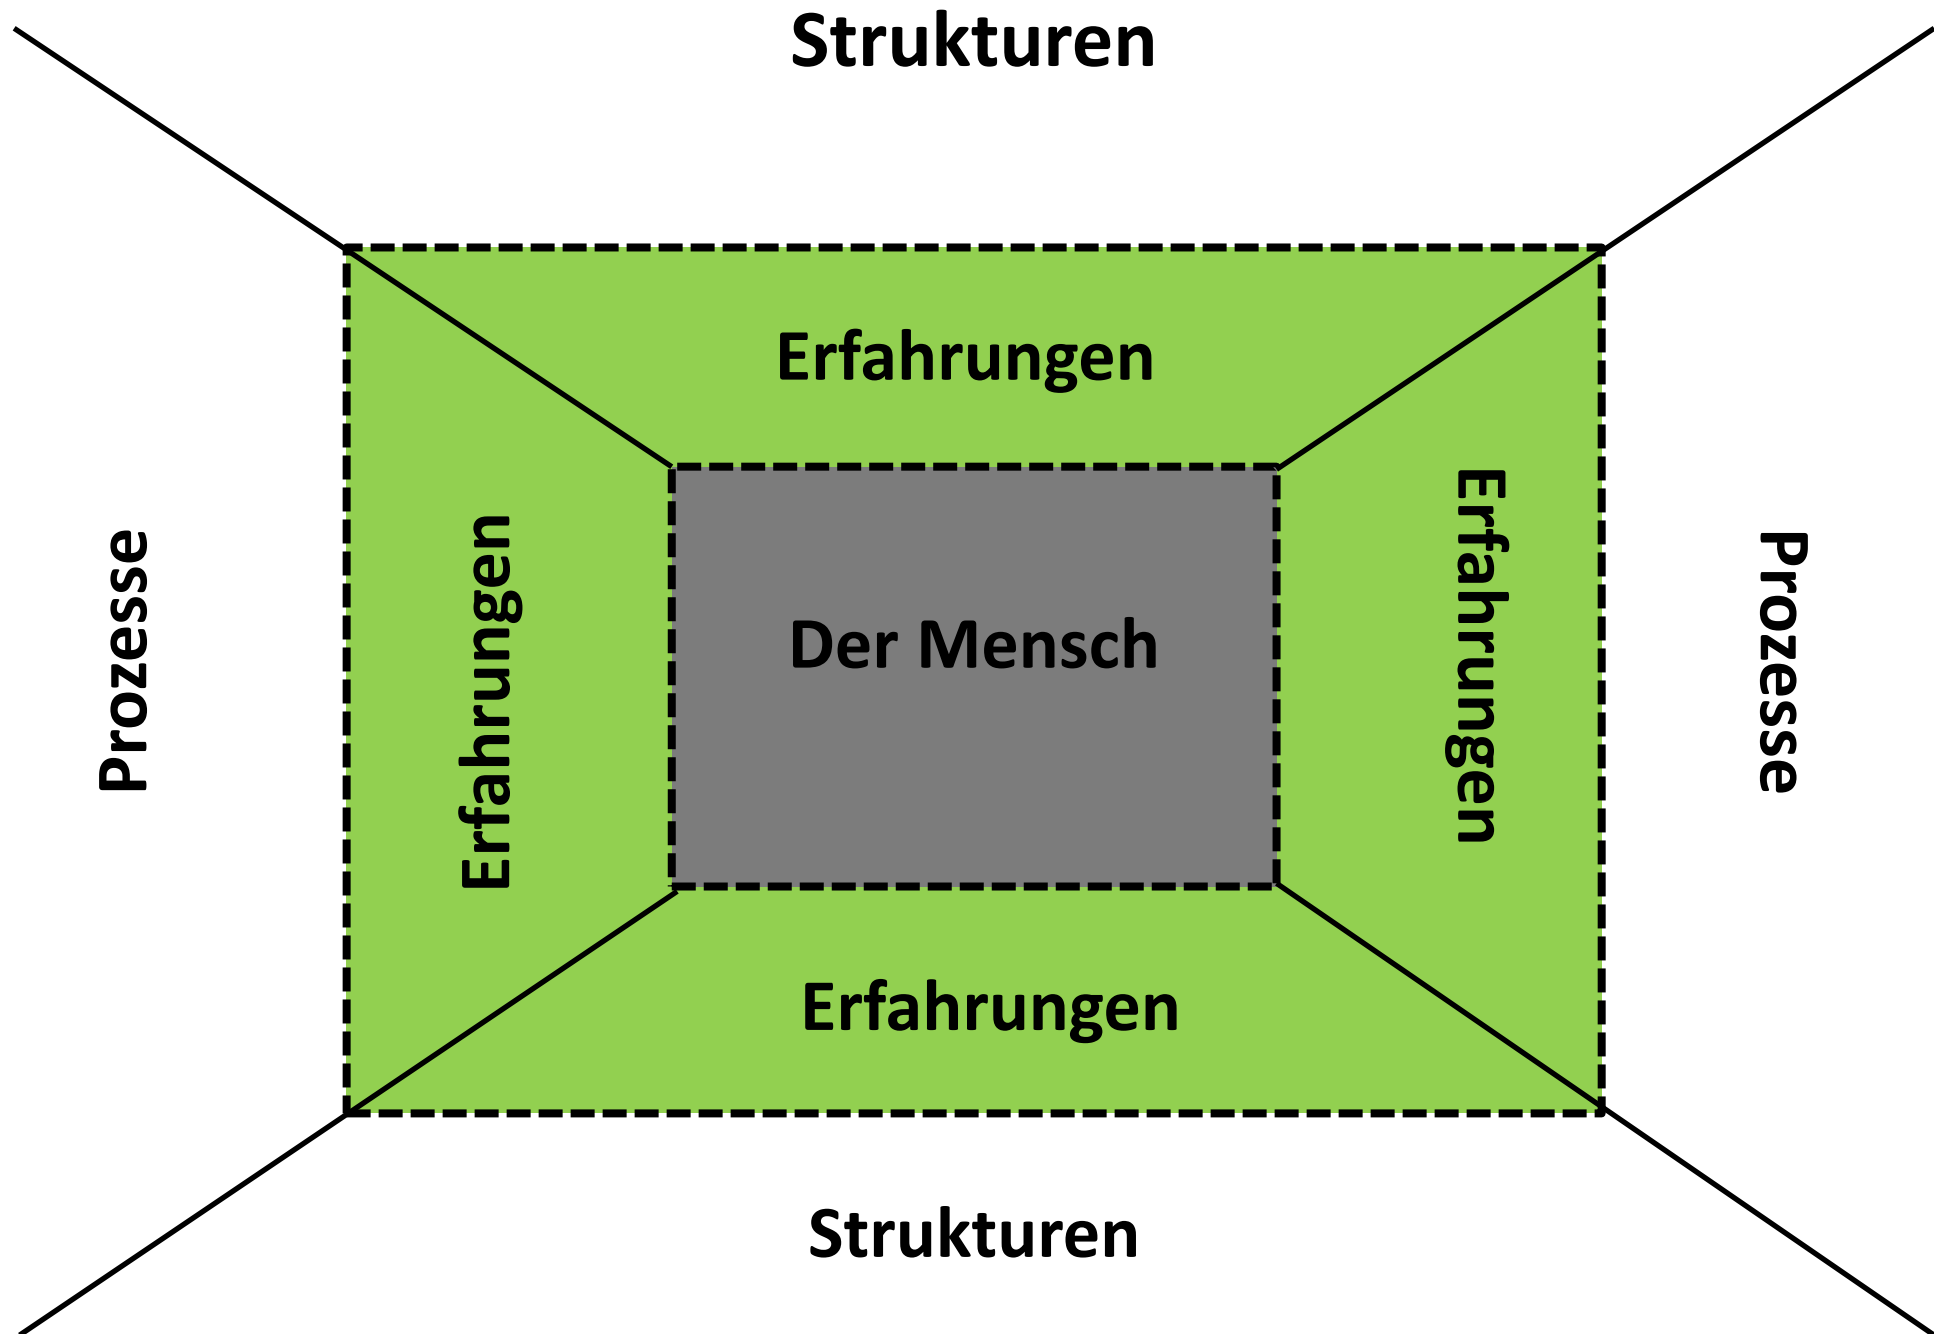 Strukturen
Erfahrungen
Prozesse
Erfahrungen
Der Mensch
Erfahrungen
Prozesse
Erfahrungen
Strukturen